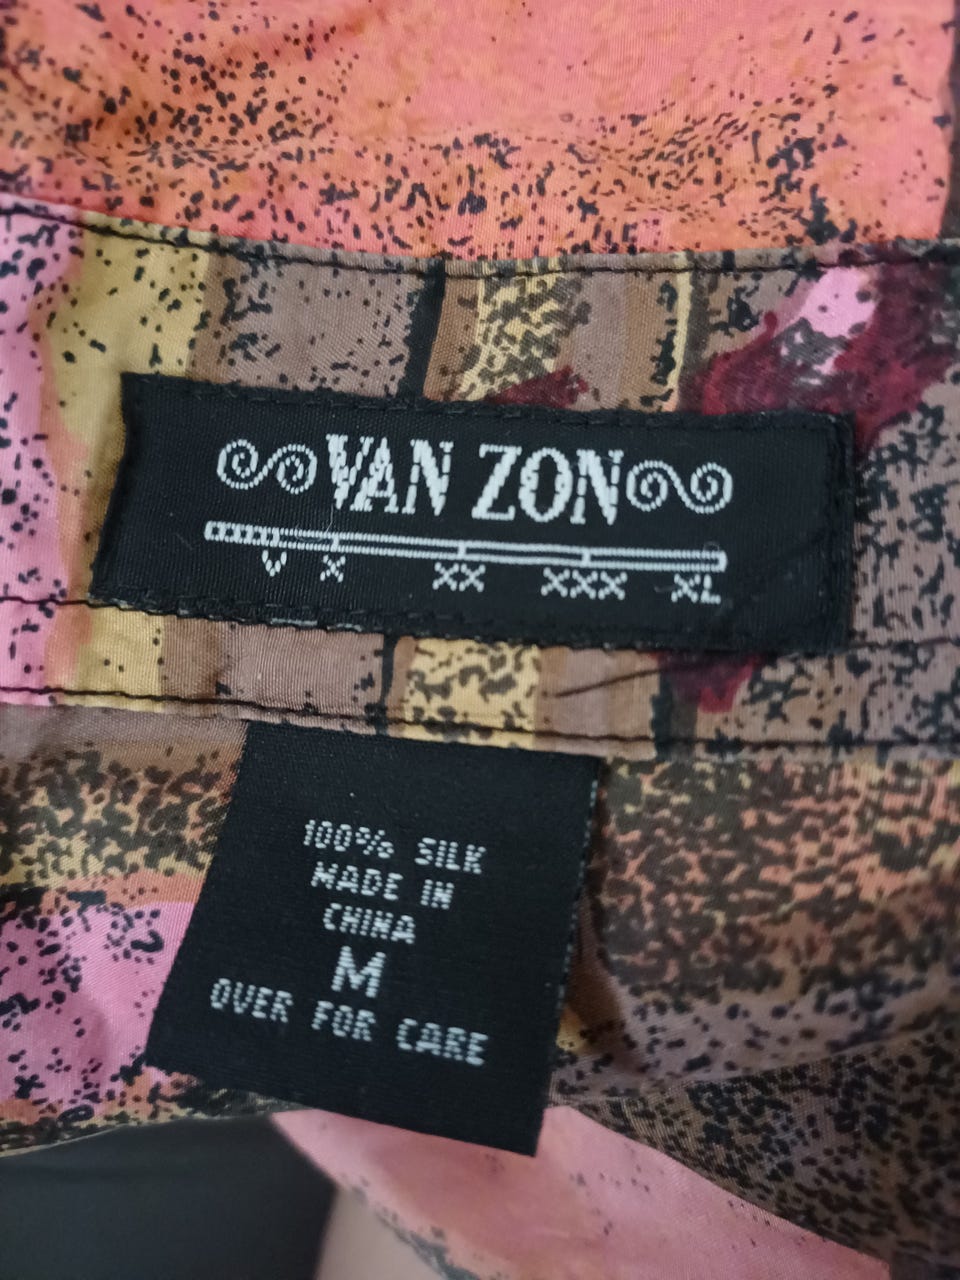 VAN ZON
V X XX XXX XL
100% SILK
MADE IN
CHINA
M
OVER FOR CARE